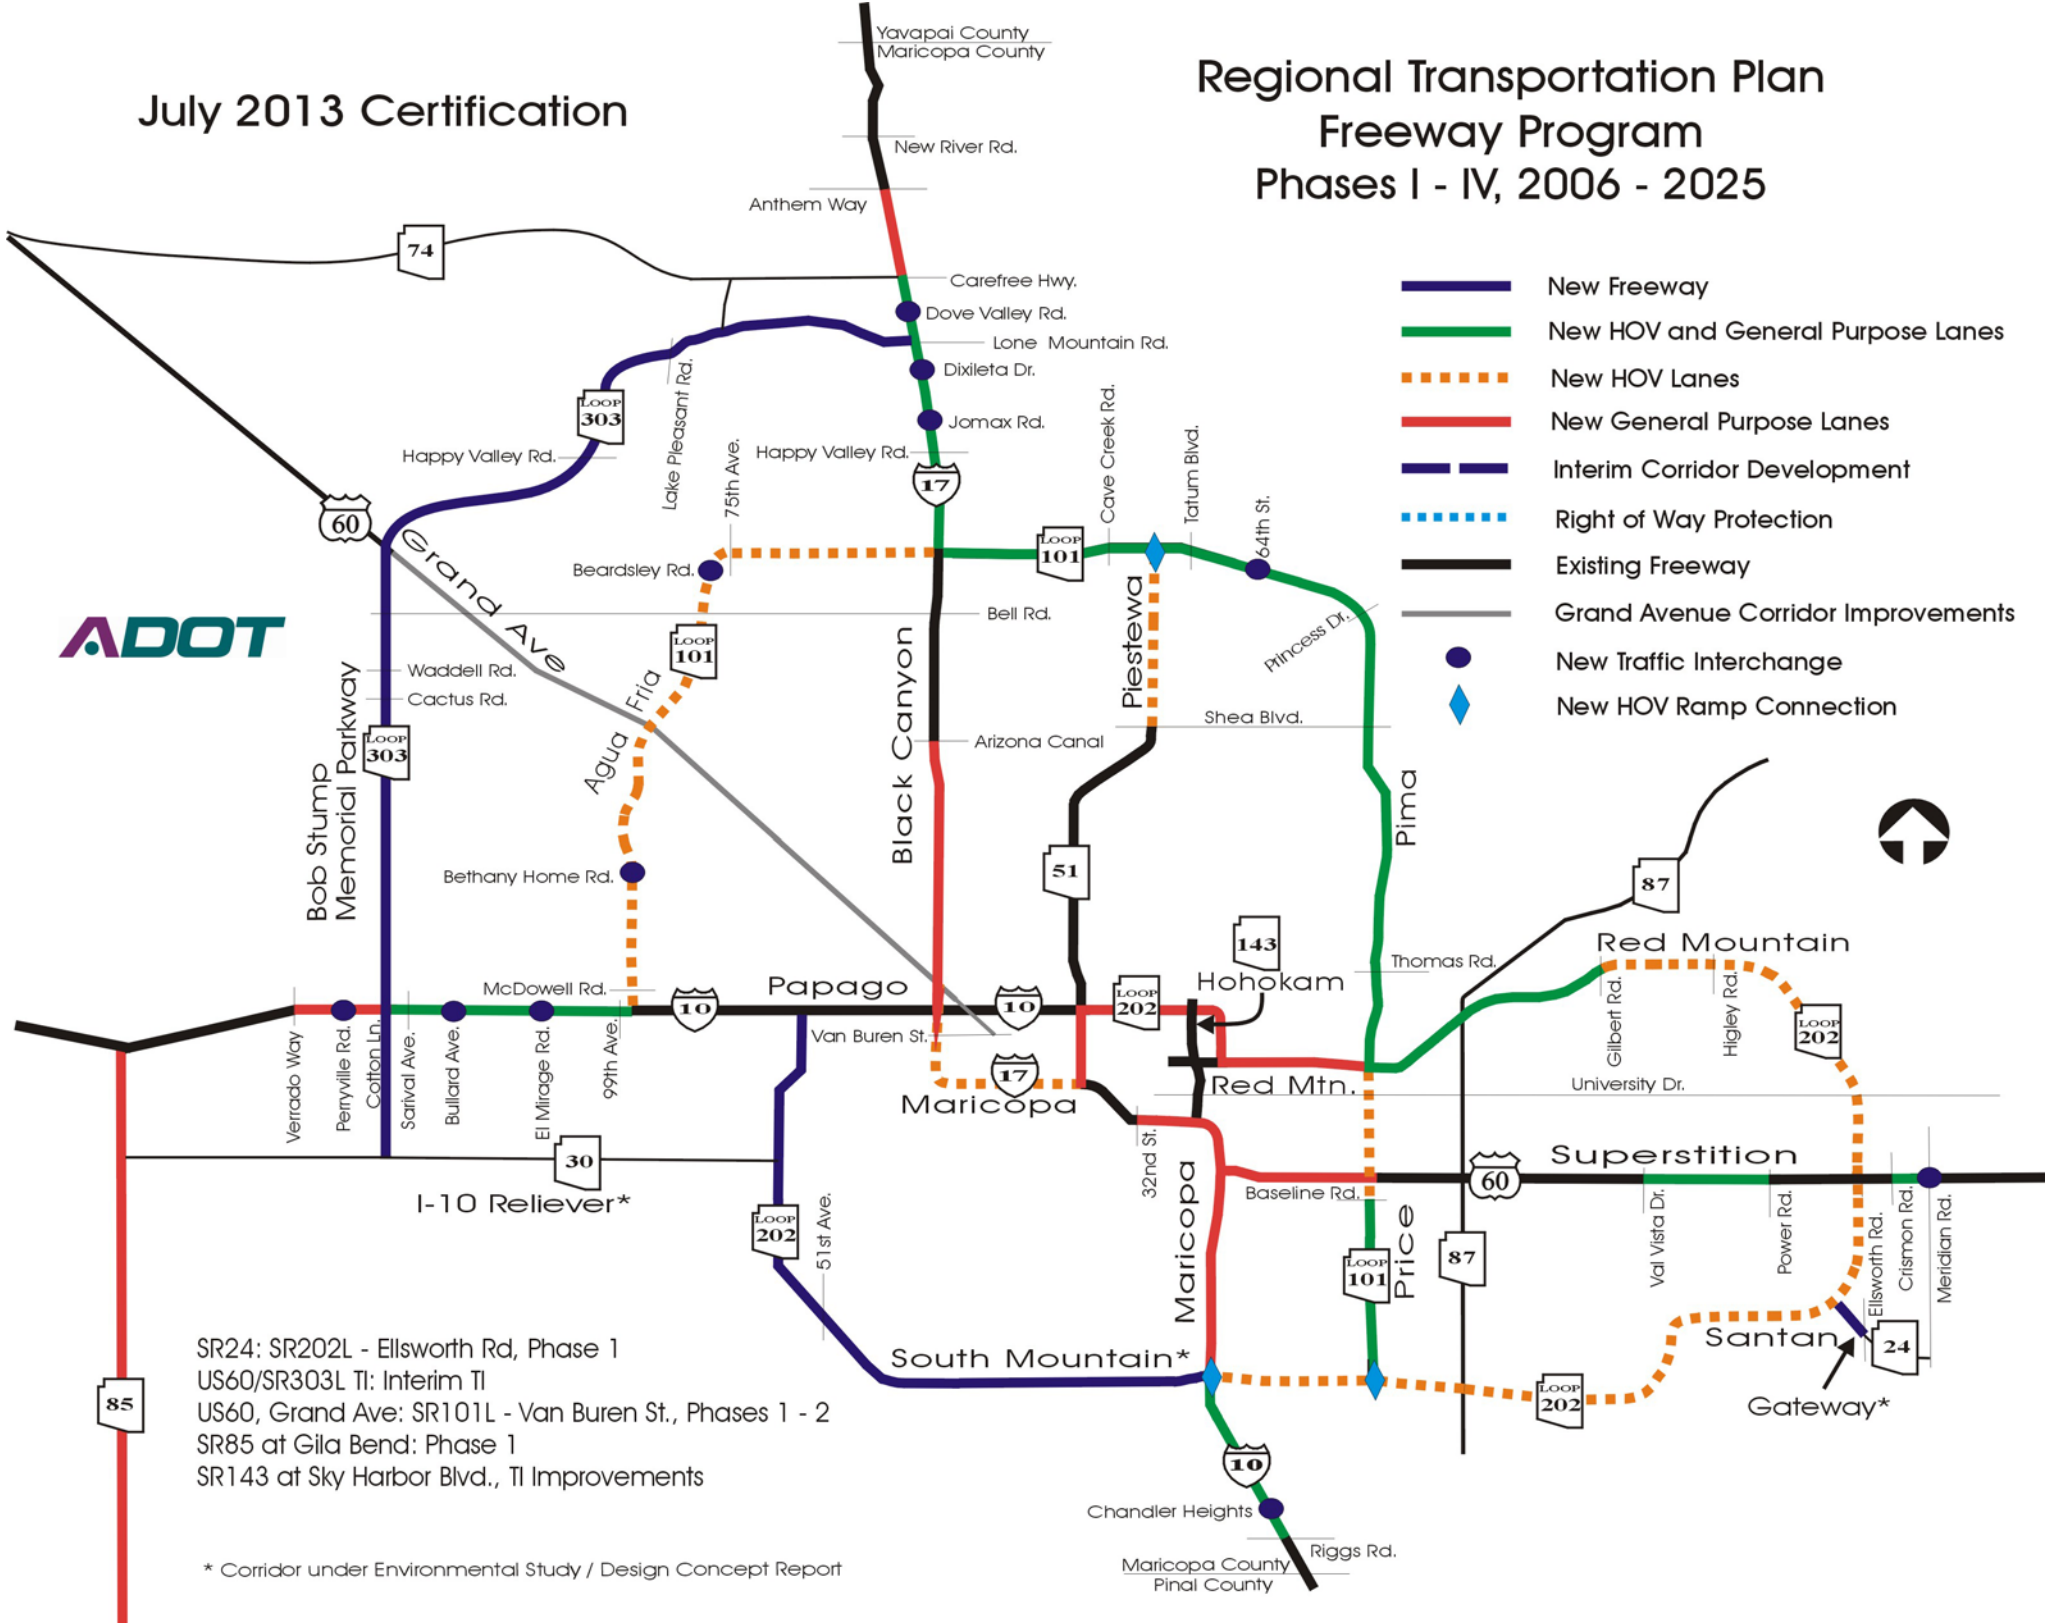 July 2013 Certification
Regional Transportation Plan
Freeway Program
Phases I - IV, 2006 - 2025
Yavapai County
Maricopa County
New River Rd.
Anthem Way
74
Carefree Hwy.
Dove Valley Rd.
Lone Mountain Rd.
Dixileta Dr.
Jomax Rd.
Happy Valley Rd.
17
LOOP
303
Happy Valley Rd.
Lake Pleasant Rd.
75th Ave.
60
Grand Ave
Beardsley Rd.
LOOP
101
Cave Creek Rd.
Tatum Blvd.
64th St.
New Freeway
New HOV and General Purpose Lanes
New HOV Lanes
New General Purpose Lanes
Interim Corridor Development
Right of Way Protection
Existing Freeway
Grand Avenue Corridor Improvements
New Traffic Interchange
New HOV Ramp Connection
ADOT
Bell Rd.
Princess Dr.
Piestewa
Shea Blvd.
LOOP
101
Agua Fria
Waddell Rd.
Cactus Rd.
LOOP
303
Bob Stump
Memorial Parkway
Black Canyon
Arizona Canal
Pima
51
87
Bethany Home Rd.
143
Hohokam
Thomas Rd.
Red Mountain
Gilbert Rd.
Higley Rd.
LOOP
202
McDowell Rd.
10
Papago
10
LOOP
202
Van Buren St.
17
Maricopa
Red Mtn.
University Dr.
Verrado Way
Perryville Rd.
Cotton Ln.
Sarival Ave.
Bullard Ave.
El Mirage Rd.
99th Ave.
30
I-10 Reliever*
LOOP
202
51st Ave.
32nd St.
Maricopa
Baseline Rd.
60
Superstition
Val Vista Dr.
Power Rd.
Ellsworth Rd.
Crismon Rd.
Meridian Rd.
LOOP
101
Price
87
South Mountain*
LOOP
202
Santan
24
Gateway*
85
SR24: SR202L - Ellsworth Rd, Phase 1
US60/SR303L TI: Interim TI
US60, Grand Ave: SR101L - Van Buren St., Phases 1 - 2
SR85 at Gila Bend: Phase 1
SR143 at Sky Harbor Blvd., TI Improvements
10
Chandler Heights
Riggs Rd.
Maricopa County
Pinal County
* Corridor under Environmental Study / Design Concept Report